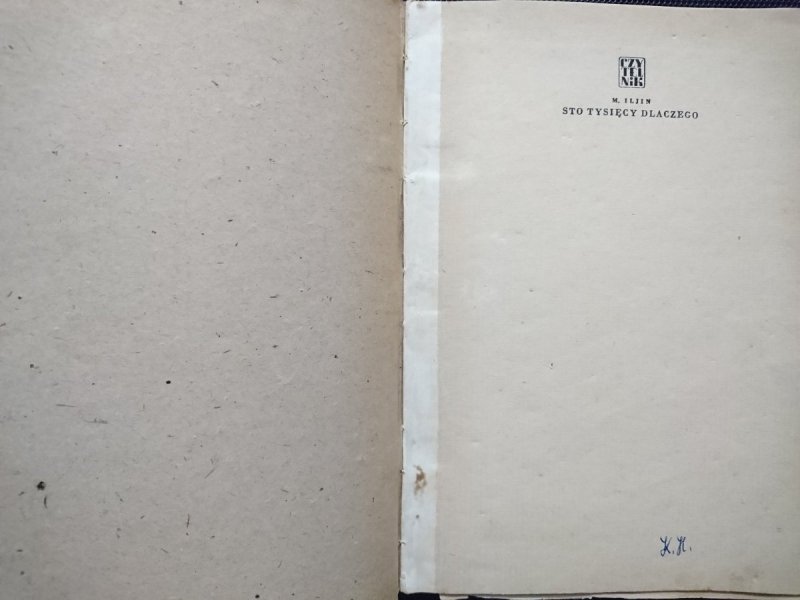 CZY
TEL
NIK
M. ILJIN
STO TYSIĘCY DLACZEGO
K.K.